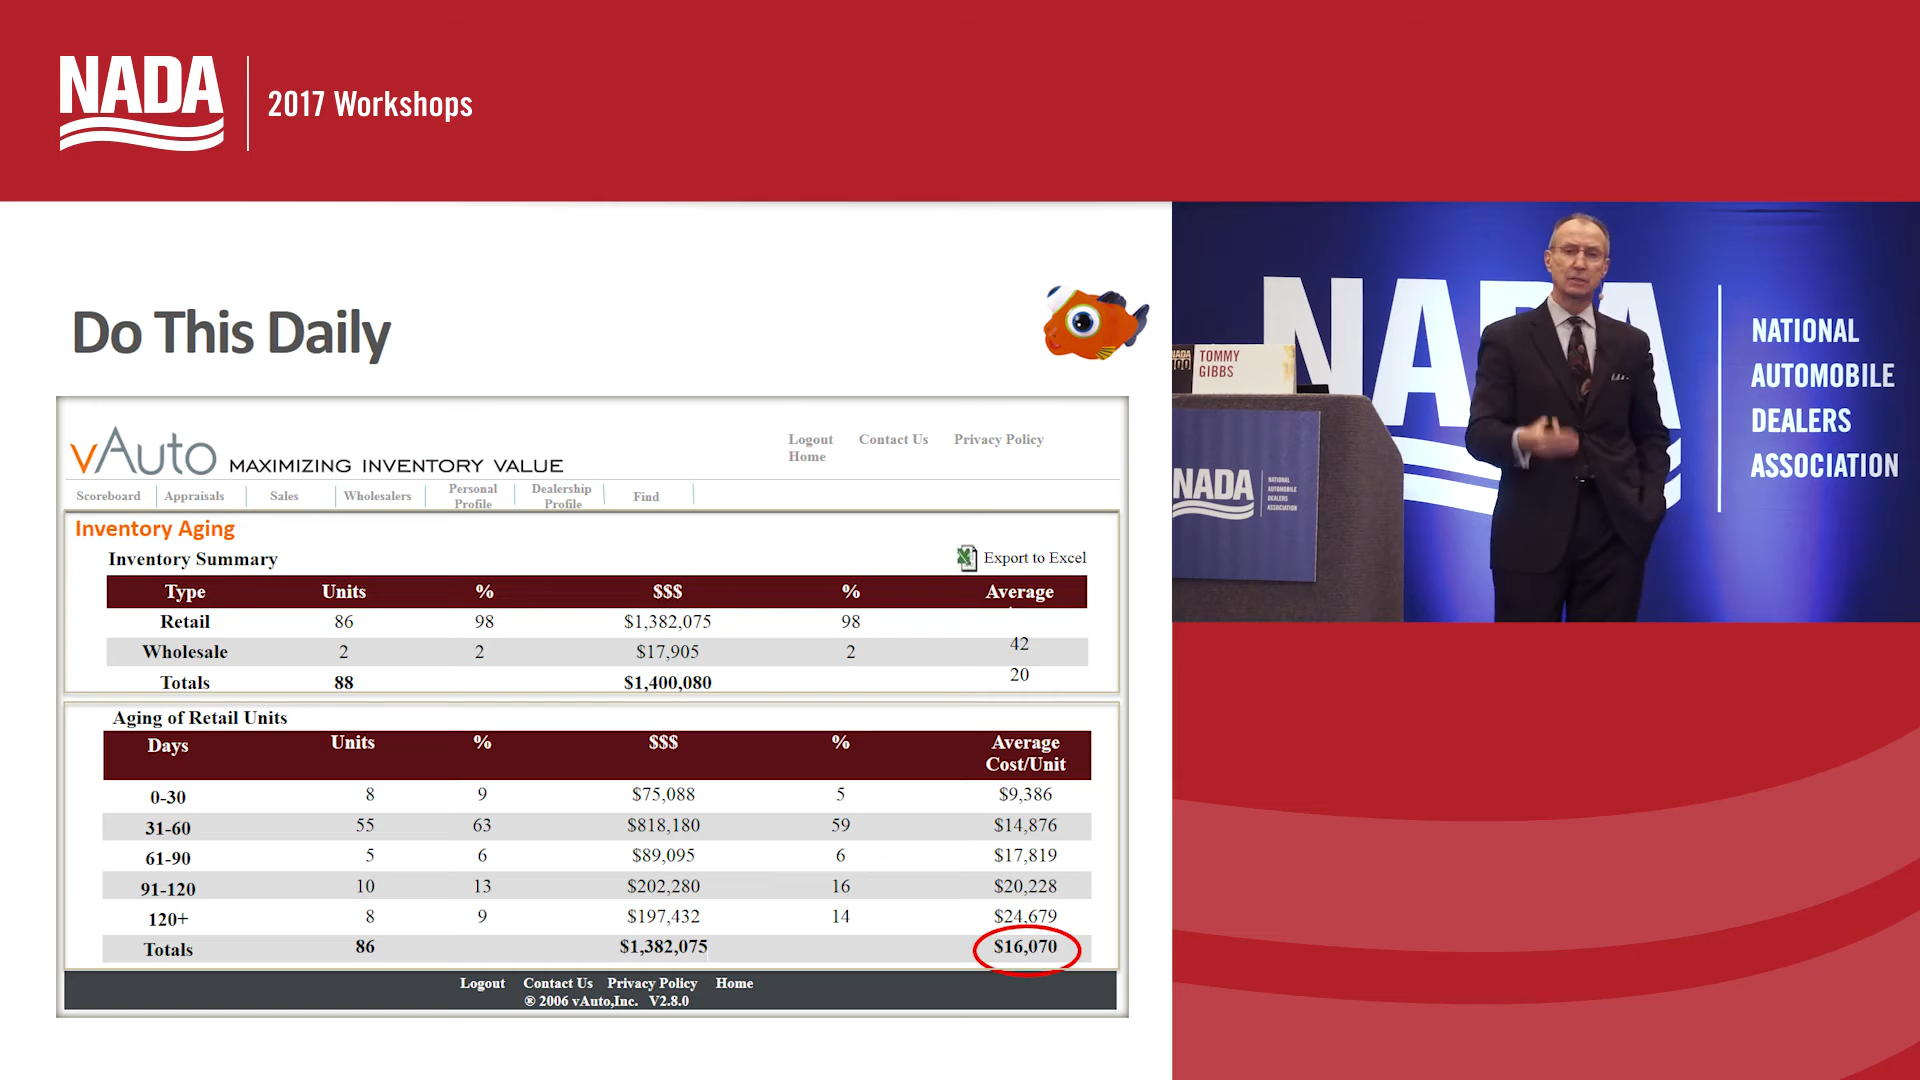 NADA
2017 Workshops
Do This Daily
vAuto MAXIMIZING INVENTORY VALUE
Logout Contact Us Privacy Policy
Home
Scoreboard Appraisals Sales Wholesalers Personal Profile Dealership Profile Find
Inventory Aging
Inventory Summary
Export to Excel
Type Units % $$$ % Average
Retail 86 98 $1,382,075 98
Wholesale 2 2 $17,905 2 42
Totals 88 $1,400,080 20
Aging of Retail Units
Days Units % $$$ % Average Cost/Unit
0-30 8 9 $75,088 5 $9,386
31-60 55 63 $818,180 59 $14,876
61-90 5 6 $89,095 6 $17,819
91-120 10 13 $202,280 16 $20,228
120+ 8 9 $197,432 14 $24,679
Totals 86 $1,382,075 $16,070
Logout Contact Us Privacy Policy Home
® 2006 vAuto,Inc. V2.8.0
NADA
NATIONAL
AUTOMOBILE
DEALERS
ASSOCIATION
NADA
100
TOMMY
GIBBS
NADA
NATIONAL
AUTOMOBILE
DEALERS
ASSOCIATION